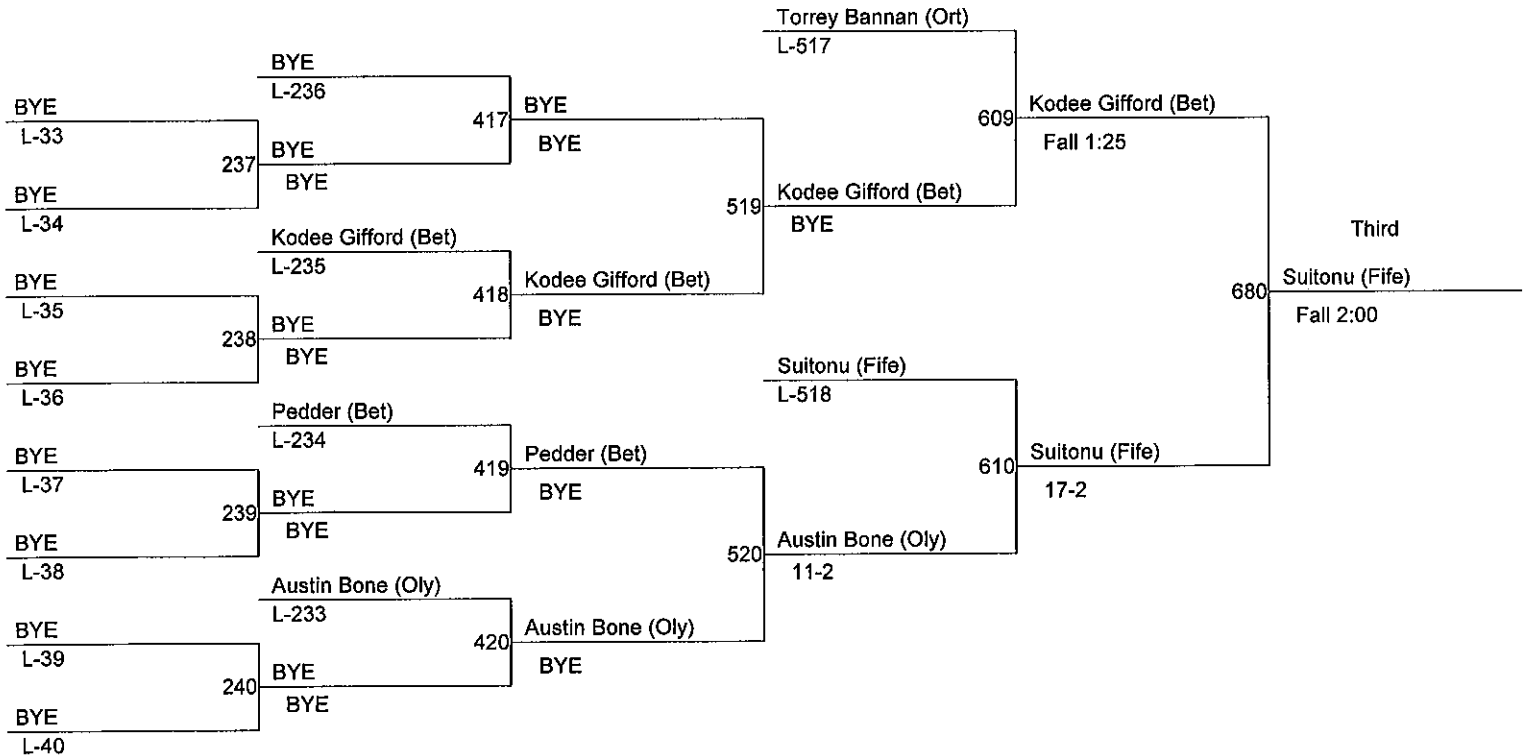 Torrey Bannan (Ort)
L-517
BYE
L-236
BYE
L-33
417
BYE
BYE
609
Kodee Gifford (Bet)
Fall 1:25
237
BYE
BYE
BYE
L-34
519
Kodee Gifford (Bet)
BYE
Kodee Gifford (Bet)
L-235
BYE
L-35
418
Kodee Gifford (Bet)
BYE
238
BYE
BYE
BYE
L-36
Third
680
Suitonu (Fife)
Fall 2:00
Suitonu (Fife)
L-518
Pedder (Bet)
L-234
BYE
L-37
419
Pedder (Bet)
BYE
610
Suitonu (Fife)
17-2
239
BYE
BYE
BYE
L-38
520
Austin Bone (Oly)
11-2
Austin Bone (Oly)
L-233
BYE
L-39
420
Austin Bone (Oly)
BYE
240
BYE
BYE
BYE
L-40